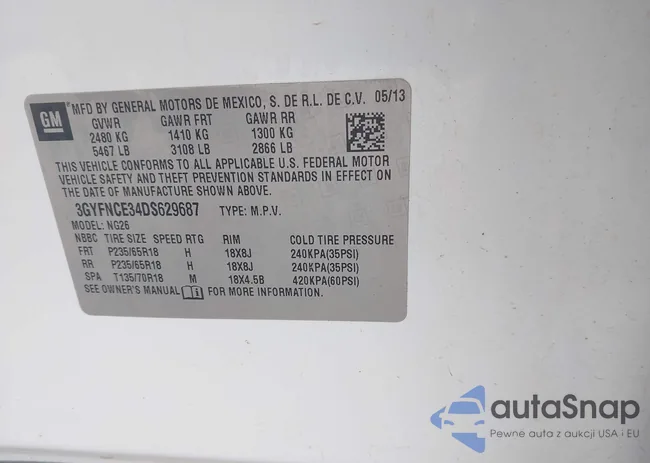 GM
® MFD BY GENERAL MOTORS DE MEXICO, S. DE R.L. DE C.V. 05/13
GVWR GAWR FRT GAWR RR
2480 KG 1410 KG 1300 KG
5467 LB 3108 LB 2866 LB
THIS VEHICLE CONFORMS TO ALL APPLICABLE U.S. FEDERAL MOTOR
VEHICLE SAFETY AND THEFT PREVENTION STANDARDS IN EFFECT ON
THE DATE OF MANUFACTURE SHOWN ABOVE.
3GYFNCE34DS629687 TYPE: M.P.V.
MODEL: NG26
NBBC TIRE SIZE SPEED RTG RIM COLD TIRE PRESSURE
FRT P235/65R18 H 18X8J 240KPA(35PSI)
RR P235/65R18 H 18X8J 240KPA(35PSI)
SPA T135/70R18 M 18X4.5B 420KPA(60PSI)
SEE OWNER'S MANUAL FOR MORE INFORMATION.
autaSnap
Pewne auta z aukcji USA i EU